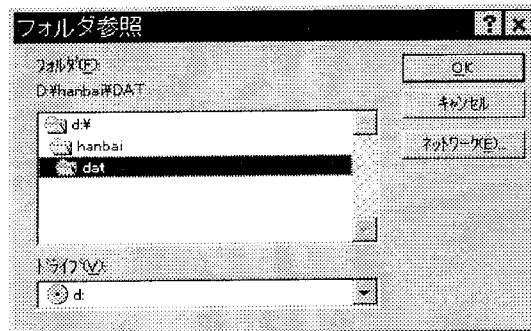 フォルダ参照
フォルダ(F):
D:¥hanbai¥DAT
d:¥
hanbai
dat
ドライブ(V):
d:
OK
キャンセル
ネットワーク(E)...